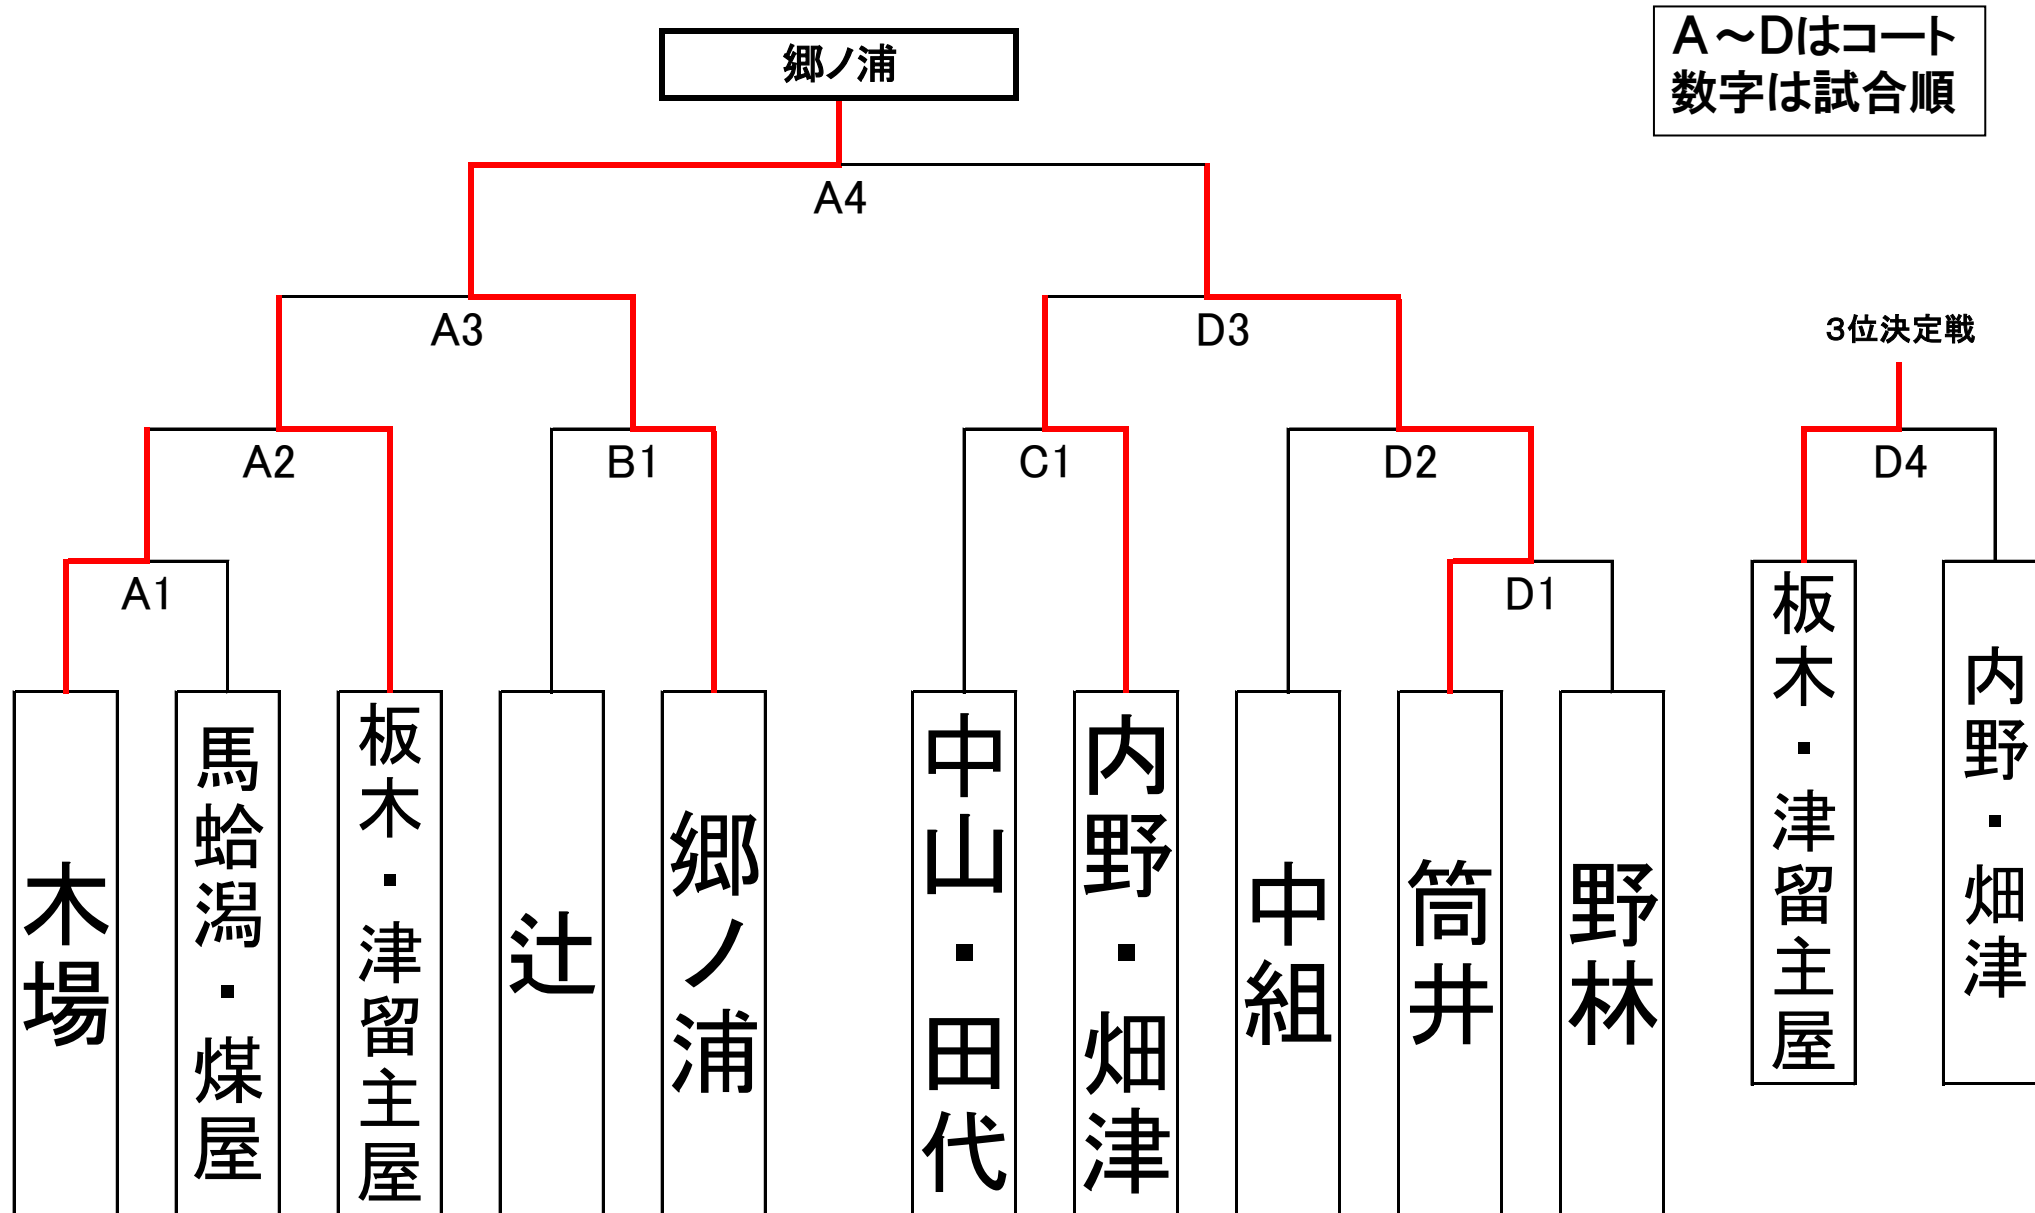 郷ノ浦
A～Dはコート
数字は試合順
A4
A3
D3
3位決定戦
A2
B1
C1
D2
D4
A1
D1
木場
馬蛤潟・煤屋
板木・津留主屋
辻
郷ノ浦
中山・田代
内野・畑津
中組
筒井
野林
板木・津留主屋
内野・畑津